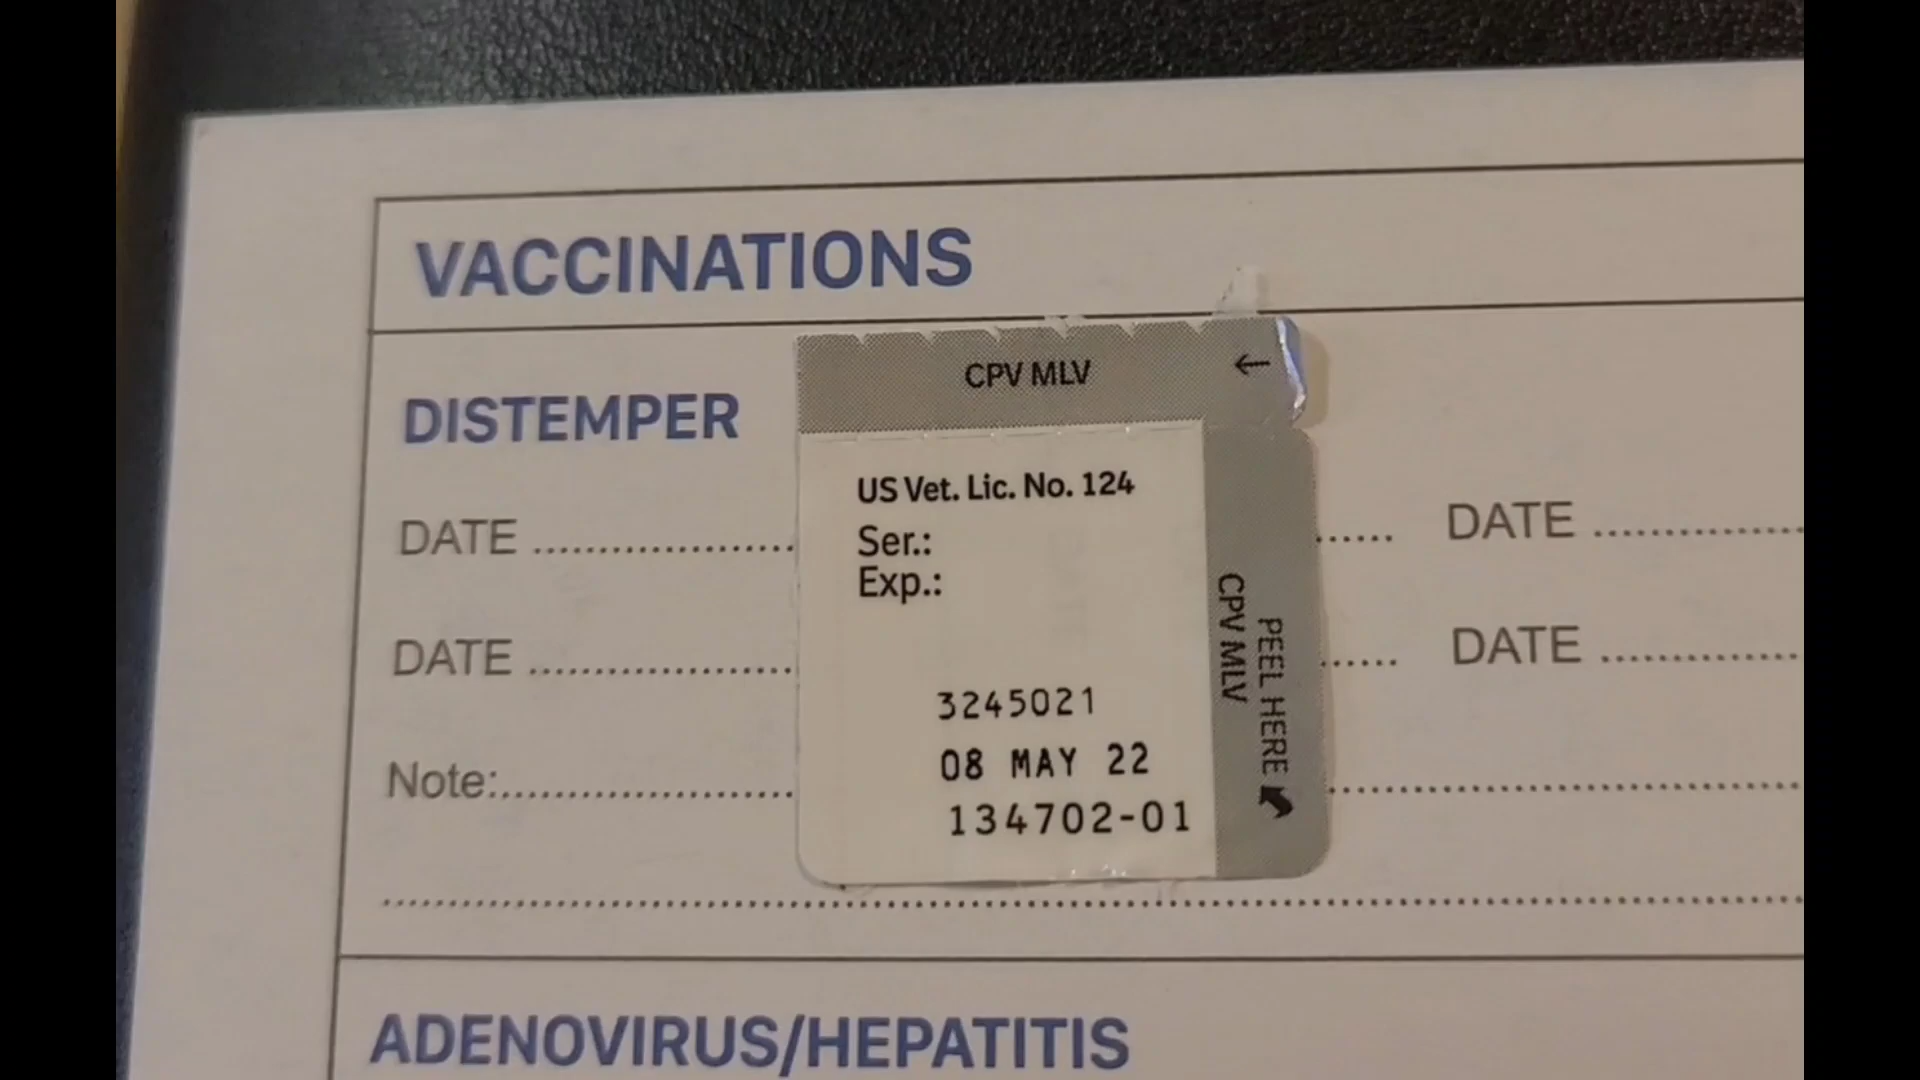 VACCINATIONS
DISTEMPER
CPV MLV ←
US Vet. Lic. No. 124
Ser.:
Exp.:
3245021
08 MAY 22
134702-01
CPV MLV
PEEL HERE
DATE .................... ...... DATE ....................
DATE .................... ...... DATE ....................
Note:....................
ADENOVIRUS/HEPATITIS